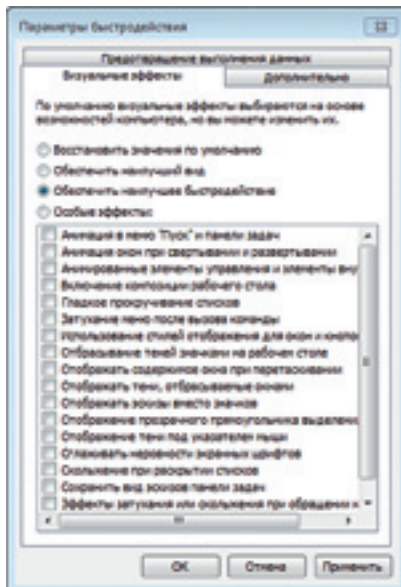 Параметры быстродействия
Предотвращение выполнения данных
Визуальные эффекты
Дополнительно
По умолчанию визуальные эффекты выбираются на основе
возможностей компьютера, но вы можете изменить их.
Восстановить значения по умолчанию
Обеспечить наилучший вид
Обеспечить наилучшее быстродействие
Особые эффекты:
Анимация в меню "Пуск" и панели задач
Анимация окон при свертывании и развертывании
Анимированные элементы управления и элементы вну
Включение композиции рабочего стола
Гладкое прокручивание списков
Затухание меню после вызова команды
Использование стилей отображения для окон и кнопок
Отбрасывание теней значками на рабочем столе
Отображать содержимое окна при перетаскивании
Отображать тени, отбрасываемые окнами
Отображать эскизы вместо значков
Отображение прозрачного прямоугольника выделени
Отображение тени под указателем мыши
Сглаживать неровности экранных шрифтов
Скольжение при раскрытии списков
Сохранить вид эскизов панели задач
Эффекты затухания или скольжения при обращении к
ОК
Отмена
Применить